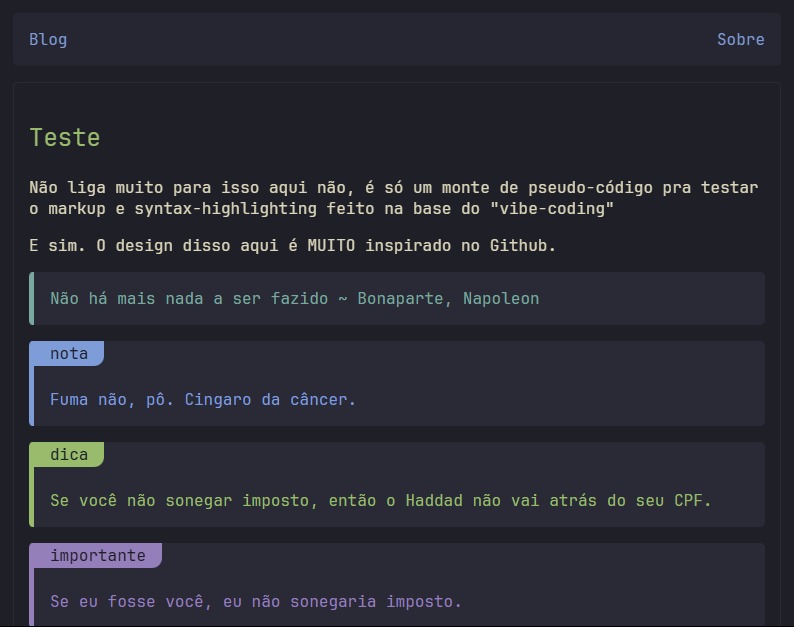 Blog
Sobre
Teste
Não liga muito para isso aqui não, é só um monte de pseudo-código pra testar
o markup e syntax-highlighting feito na base do "vibe-coding"
E sim. O design disso aqui é MUITO inspirado no Github.
Não há mais nada a ser fazido ~ Bonaparte, Napoleon
nota
Fuma não, pô. Cingaro da câncer.
dica
Se você não sonegar imposto, então o Haddad não vai atrás do seu CPF.
importante
Se eu fosse você, eu não sonegaria imposto.